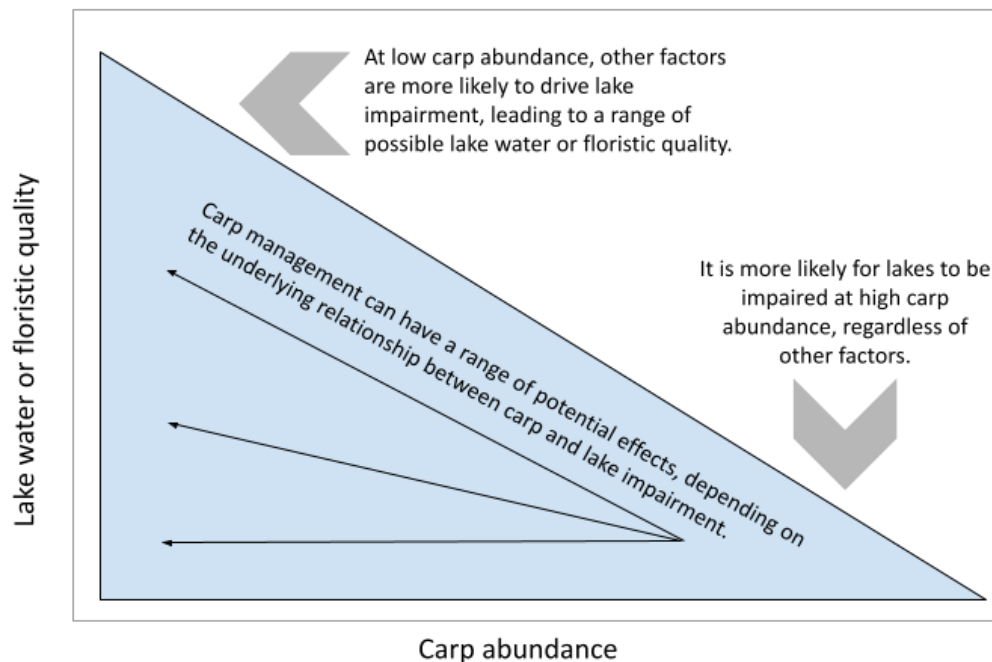 At low carp abundance, other factors
are more likely to drive lake
impairment, leading to a range of
possible lake water or floristic quality.
Lake water or floristic quality
Carp management can have a range of potential effects, depending on
the underlying relationship between carp and lake impairment.
It is more likely for lakes to be
impaired at high carp
abundance, regardless of
other factors.
Carp abundance